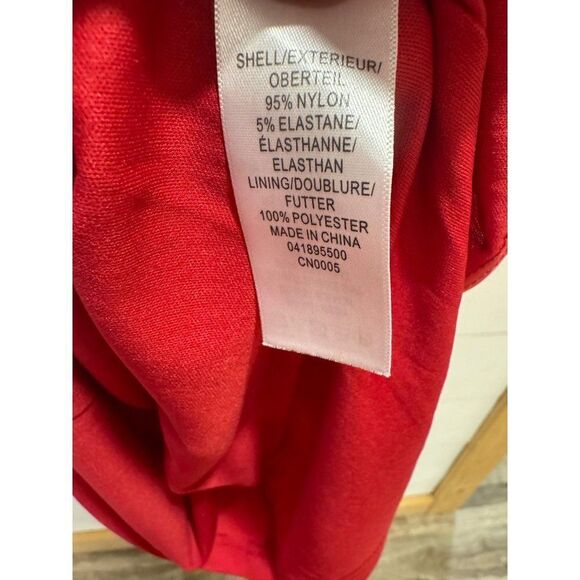 SHELL/EXTERIEUR/
OBERTEIL
95% NYLON
5% ELASTANE/
ÉLASTHANNE/
ELASTHAN
LINING/DOUBLURE/
FUTTER
100% POLYESTER
MADE IN CHINA
041895500
CN0005